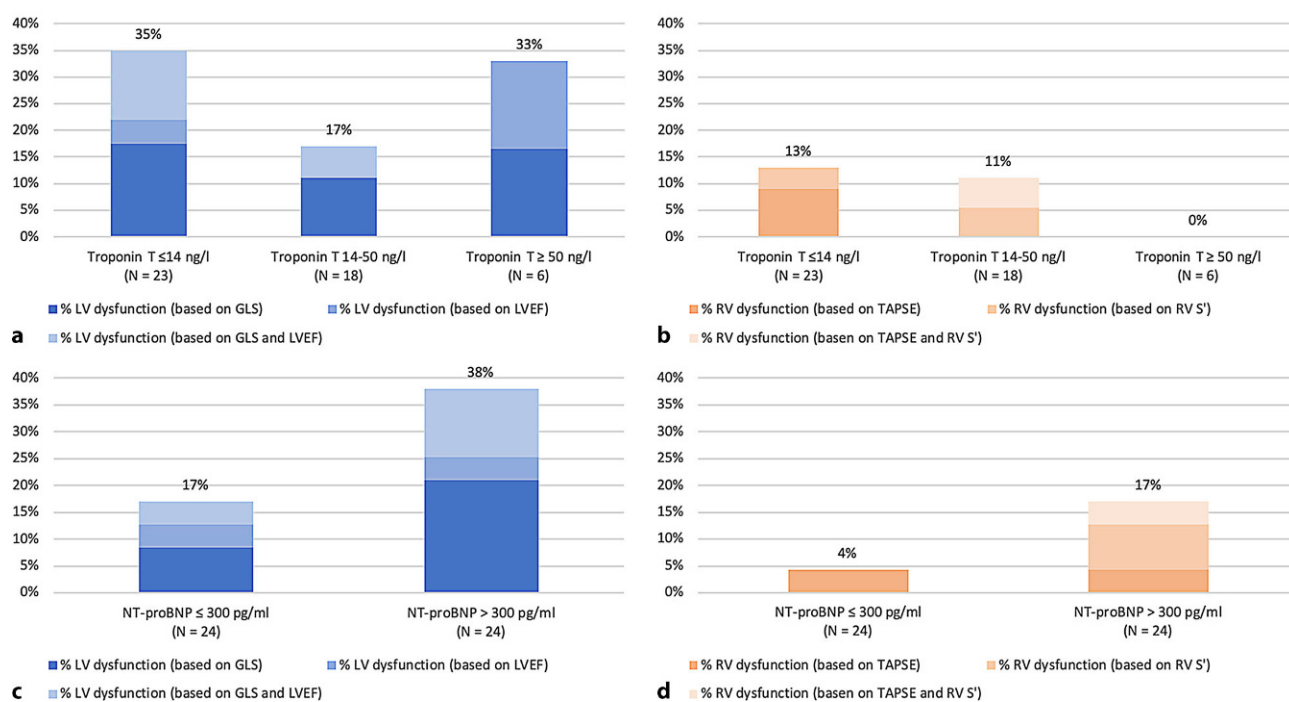 40%
35%
30%
25%
20%
15%
10%
5%
0%
35%
17%
33%
Troponin T ≤14 ng/l
(N = 23)
Troponin T 14-50 ng/l
(N = 18)
Troponin T ≥ 50 ng/l
(N = 6)
% LV dysfunction (based on GLS)
% LV dysfunction (based on LVEF)
% LV dysfunction (based on GLS and LVEF)
a
40%
35%
30%
25%
20%
15%
10%
5%
0%
13%
11%
0%
Troponin T ≤14 ng/l
(N = 23)
Troponin T 14-50 ng/l
(N = 18)
Troponin T ≥ 50 ng/l
(N = 6)
% RV dysfunction (based on TAPSE)
% RV dysfunction (based on RV S')
% RV dysfunction (basen on TAPSE and RV S')
b
40%
35%
30%
25%
20%
15%
10%
5%
0%
17%
38%
NT-proBNP ≤ 300 pg/ml
(N = 24)
NT-proBNP > 300 pg/ml
(N = 24)
% LV dysfunction (based on GLS)
% LV dysfunction (based on LVEF)
% LV dysfunction (based on GLS and LVEF)
c
40%
35%
30%
25%
20%
15%
10%
5%
0%
4%
17%
NT-proBNP ≤ 300 pg/ml
(N = 24)
NT-proBNP > 300 pg/ml
(N = 24)
% RV dysfunction (based on TAPSE)
% RV dysfunction (based on RV S')
% RV dysfunction (basen on TAPSE and RV S')
d